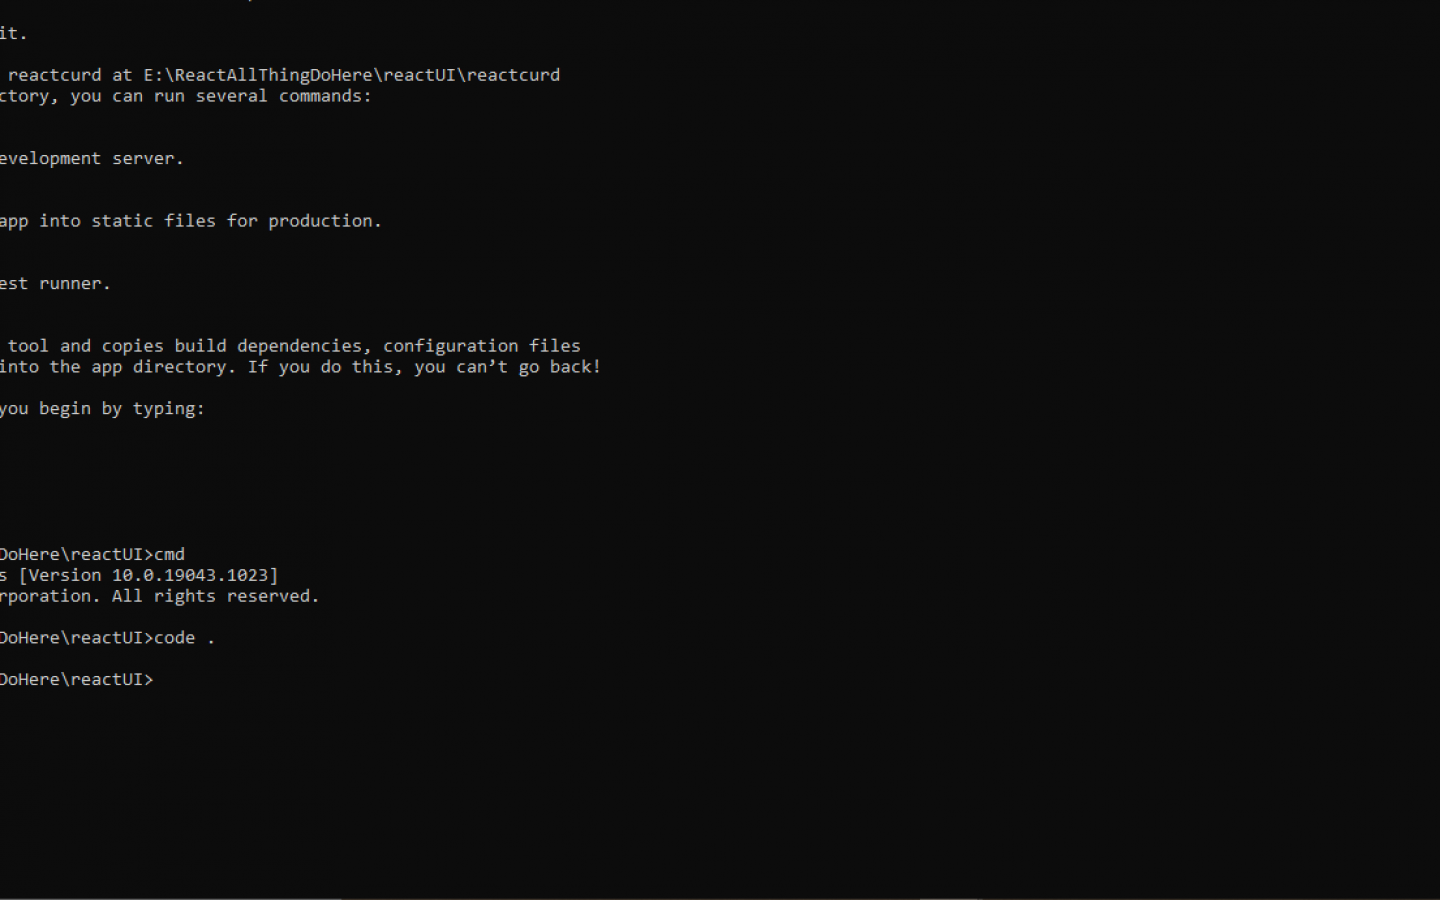 it.
reactcurd at E:\ReactAllThingDoHere\reactUI\reactcurd
ctory, you can run several commands:
evelopment server.
app into static files for production.
est runner.
tool and copies build dependencies, configuration files
into the app directory. If you do this, you can’t go back!
you begin by typing:
DoHere\reactUI>cmd
s [Version 10.0.19043.1023]
rporation. All rights reserved.
DoHere\reactUI>code .
DoHere\reactUI>